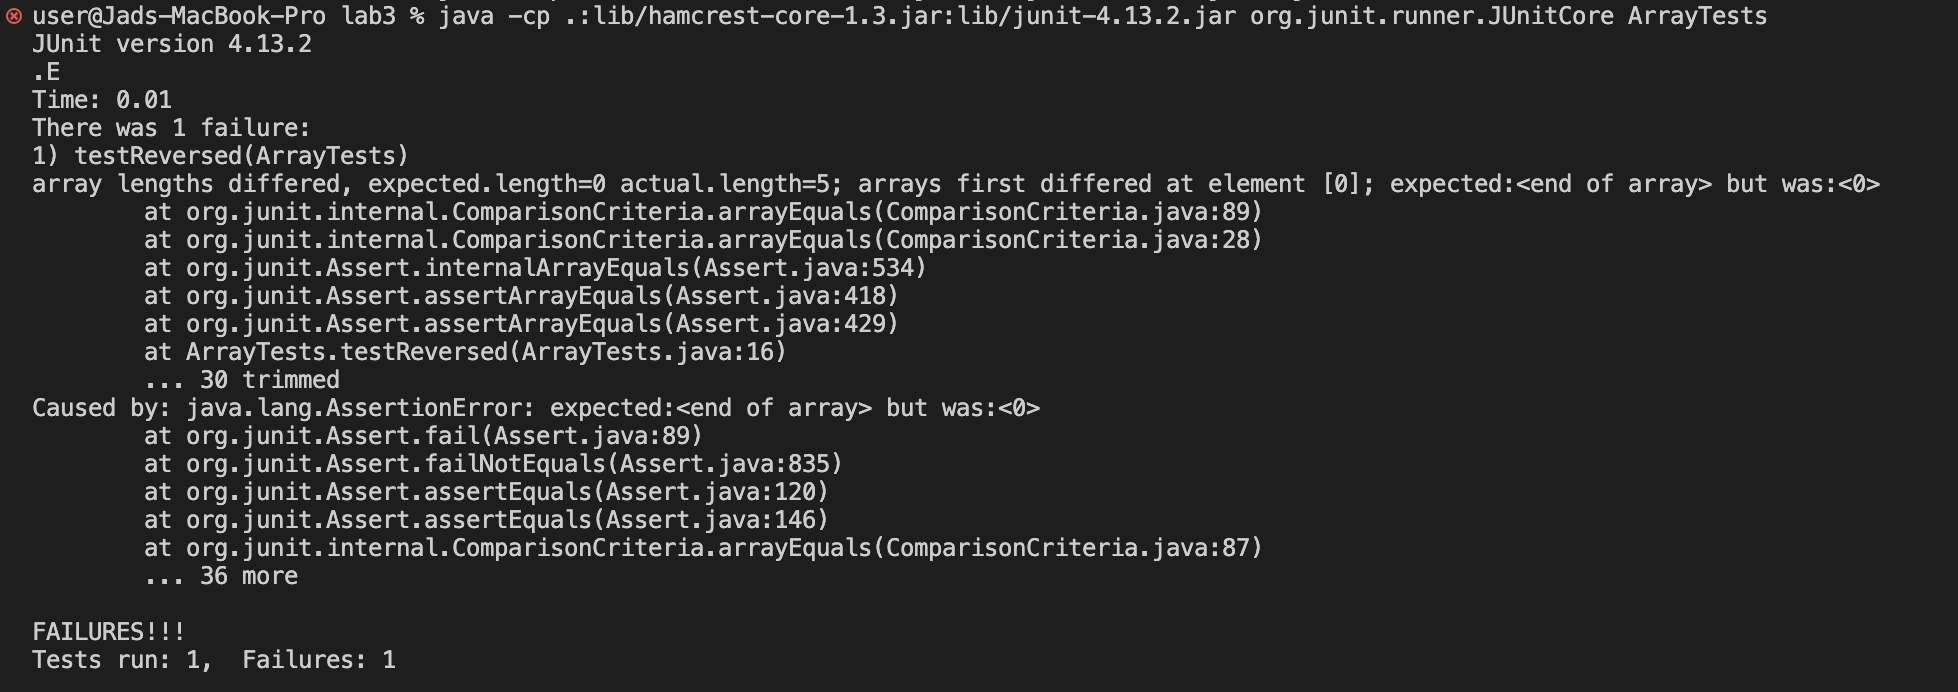 user@Jads-MacBook-Pro lab3 % java -cp .:lib/hamcrest-core-1.3.jar:lib/junit-4.13.2.jar org.junit.runner.JUnitCore ArrayTests
JUnit version 4.13.2
.E
Time: 0.01
There was 1 failure:
1) testReversed(ArrayTests)
array lengths differed, expected.length=0 actual.length=5; arrays first differed at element [0]; expected:<end of array> but was:<0>
        at org.junit.internal.ComparisonCriteria.arrayEquals(ComparisonCriteria.java:89)
        at org.junit.internal.ComparisonCriteria.arrayEquals(ComparisonCriteria.java:28)
        at org.junit.Assert.internalArrayEquals(Assert.java:534)
        at org.junit.Assert.assertArrayEquals(Assert.java:418)
        at org.junit.Assert.assertArrayEquals(Assert.java:429)
        at ArrayTests.testReversed(ArrayTests.java:16)
        ... 30 trimmed
Caused by: java.lang.AssertionError: expected:<end of array> but was:<0>
        at org.junit.Assert.fail(Assert.java:89)
        at org.junit.Assert.failNotEquals(Assert.java:835)
        at org.junit.Assert.assertEquals(Assert.java:120)
        at org.junit.Assert.assertEquals(Assert.java:146)
        at org.junit.internal.ComparisonCriteria.arrayEquals(ComparisonCriteria.java:87)
        ... 36 more

FAILURES!!!
Tests run: 1,  Failures: 1